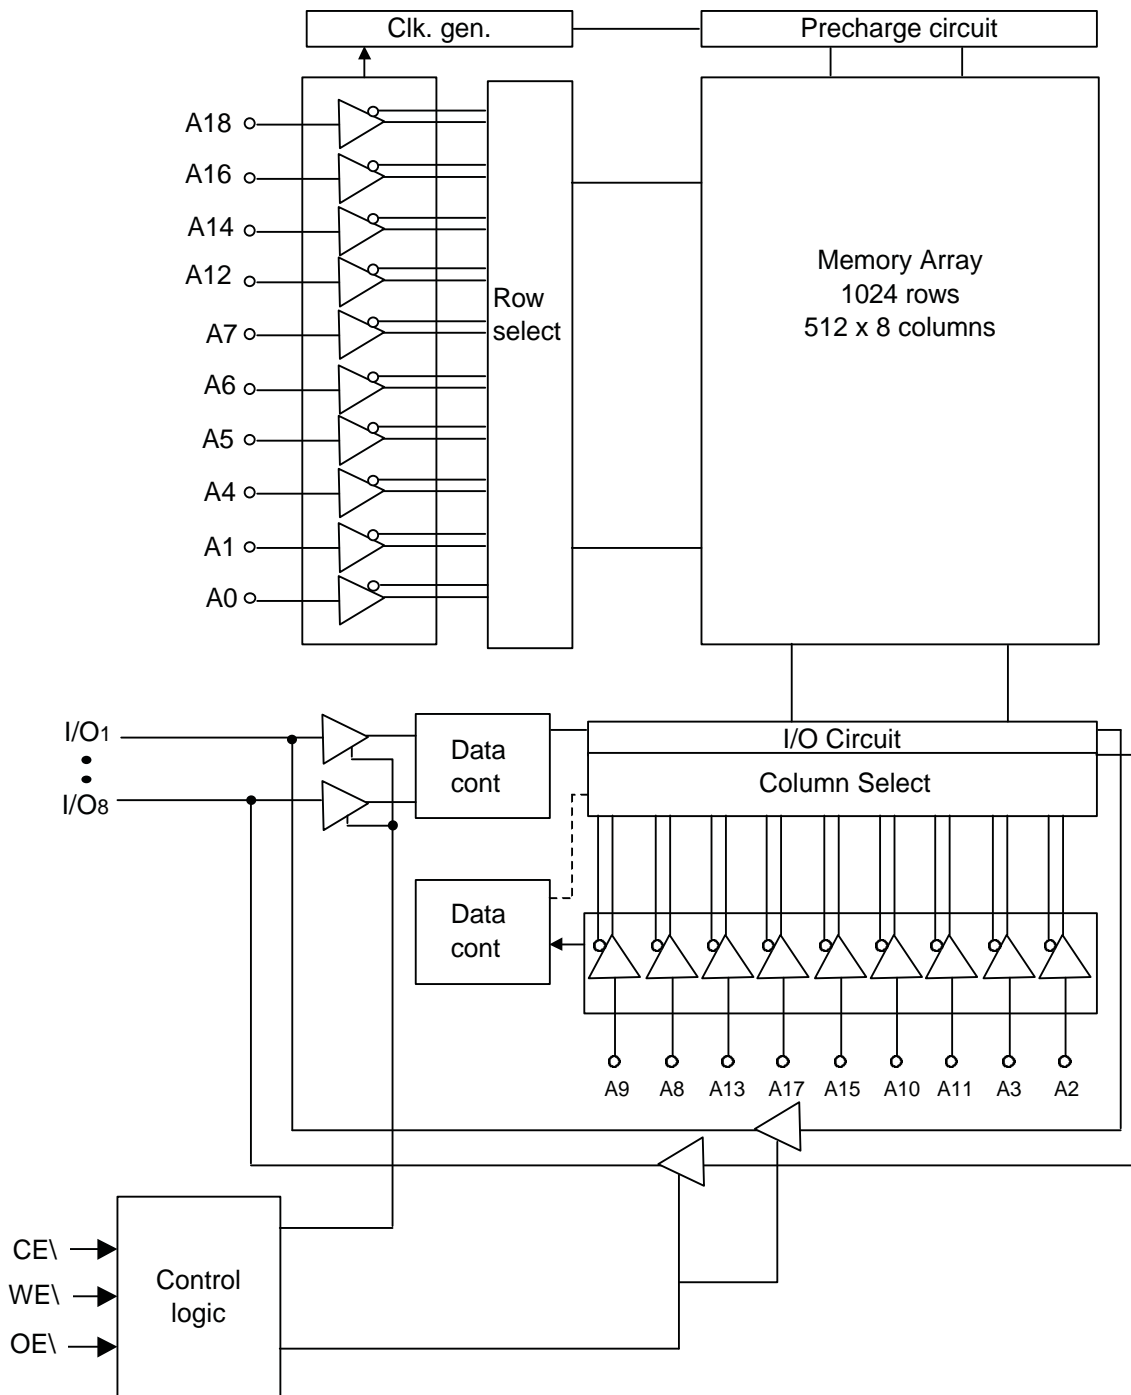 Clk. gen.
Precharge circuit
A18
A16
A14
A12
A7
A6
A5
A4
A1
A0
Row
select
Memory Array
1024 rows
512 x 8 columns
I/O1
I/O8
Data
cont
I/O Circuit
Column Select
Data
cont
A9 A8 A13 A17 A15 A10 A11 A3 A2
CE\
WE\
OE\
Control
logic